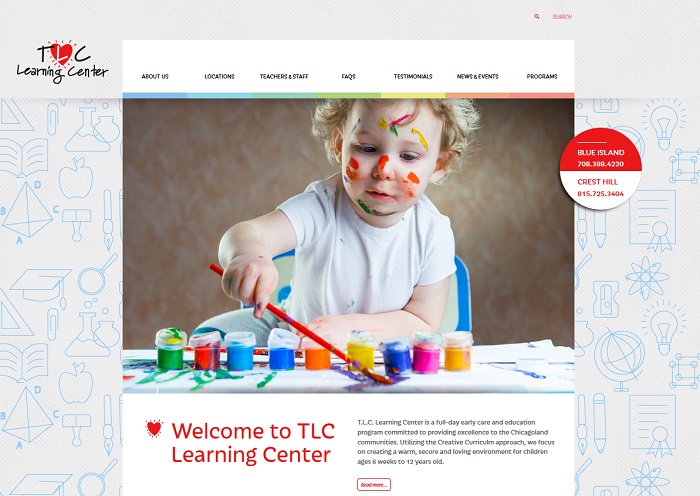 SEARCH
TLC
Learning Center
ABOUT US
LOCATIONS
TEACHERS & STAFF
FAQS
TESTIMONIALS
NEWS & EVENTS
PROGRAMS
BLUE ISLAND
708.388.4220
CREST HILL
815.725.3404
Welcome to TLC
Learning Center
T.L.C. Learning Center is a full-day early care and education
program committed to providing excellence to the Chicagoland
communities. Utilizing the Creative Curriculm approach, we focus
on creating a warm, secure and loving environment for children
ages 6 weeks to 12 years old.
Read more...